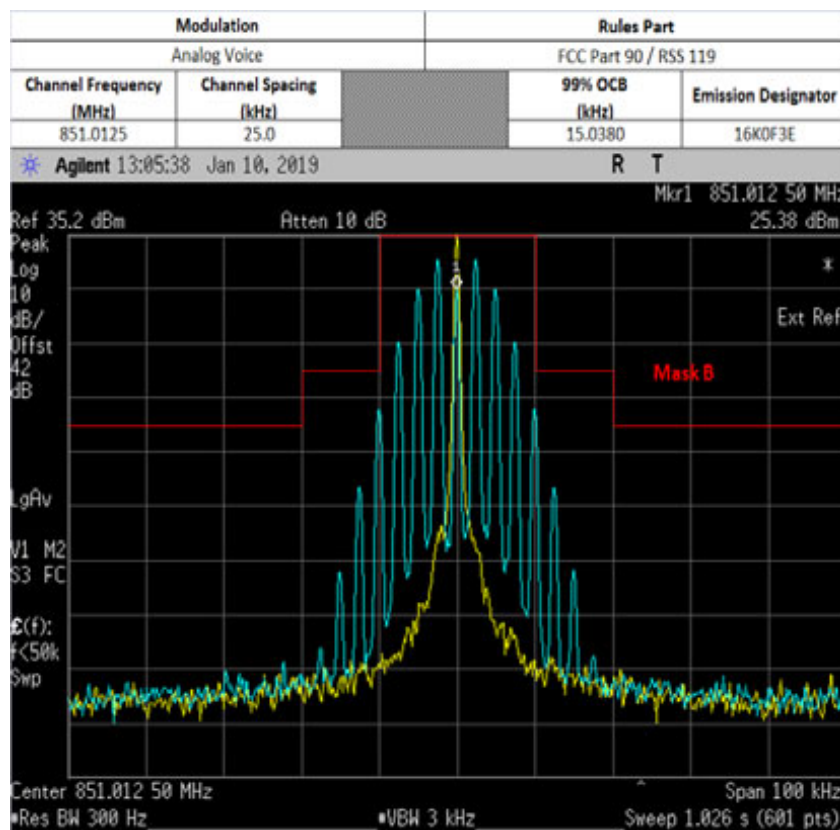 Modulation Rules Part
Analog Voice FCC Part 90 / RSS 119
Channel Frequency (MHz) Channel Spacing (kHz) 99% OCB (kHz) Emission Designator
851.0125 25.0 15.0380 16K0F3E
Agilent 13:05:38 Jan 10, 2019 R T
Mkr1 851.012 50 MHz
Ref 35.2 dBm Atten 10 dB 25.38 dBm
Peak
Log
10
dB/
Offst
42
dB
*
Ext Ref
Mask B
LgAv
V1 M2
S3 FC
£(f):
f<50k
Swp
1
Center 851.012 50 MHz Span 100 kHz
*Res BW 300 Hz *VBW 3 kHz Sweep 1.026 s (601 pts)